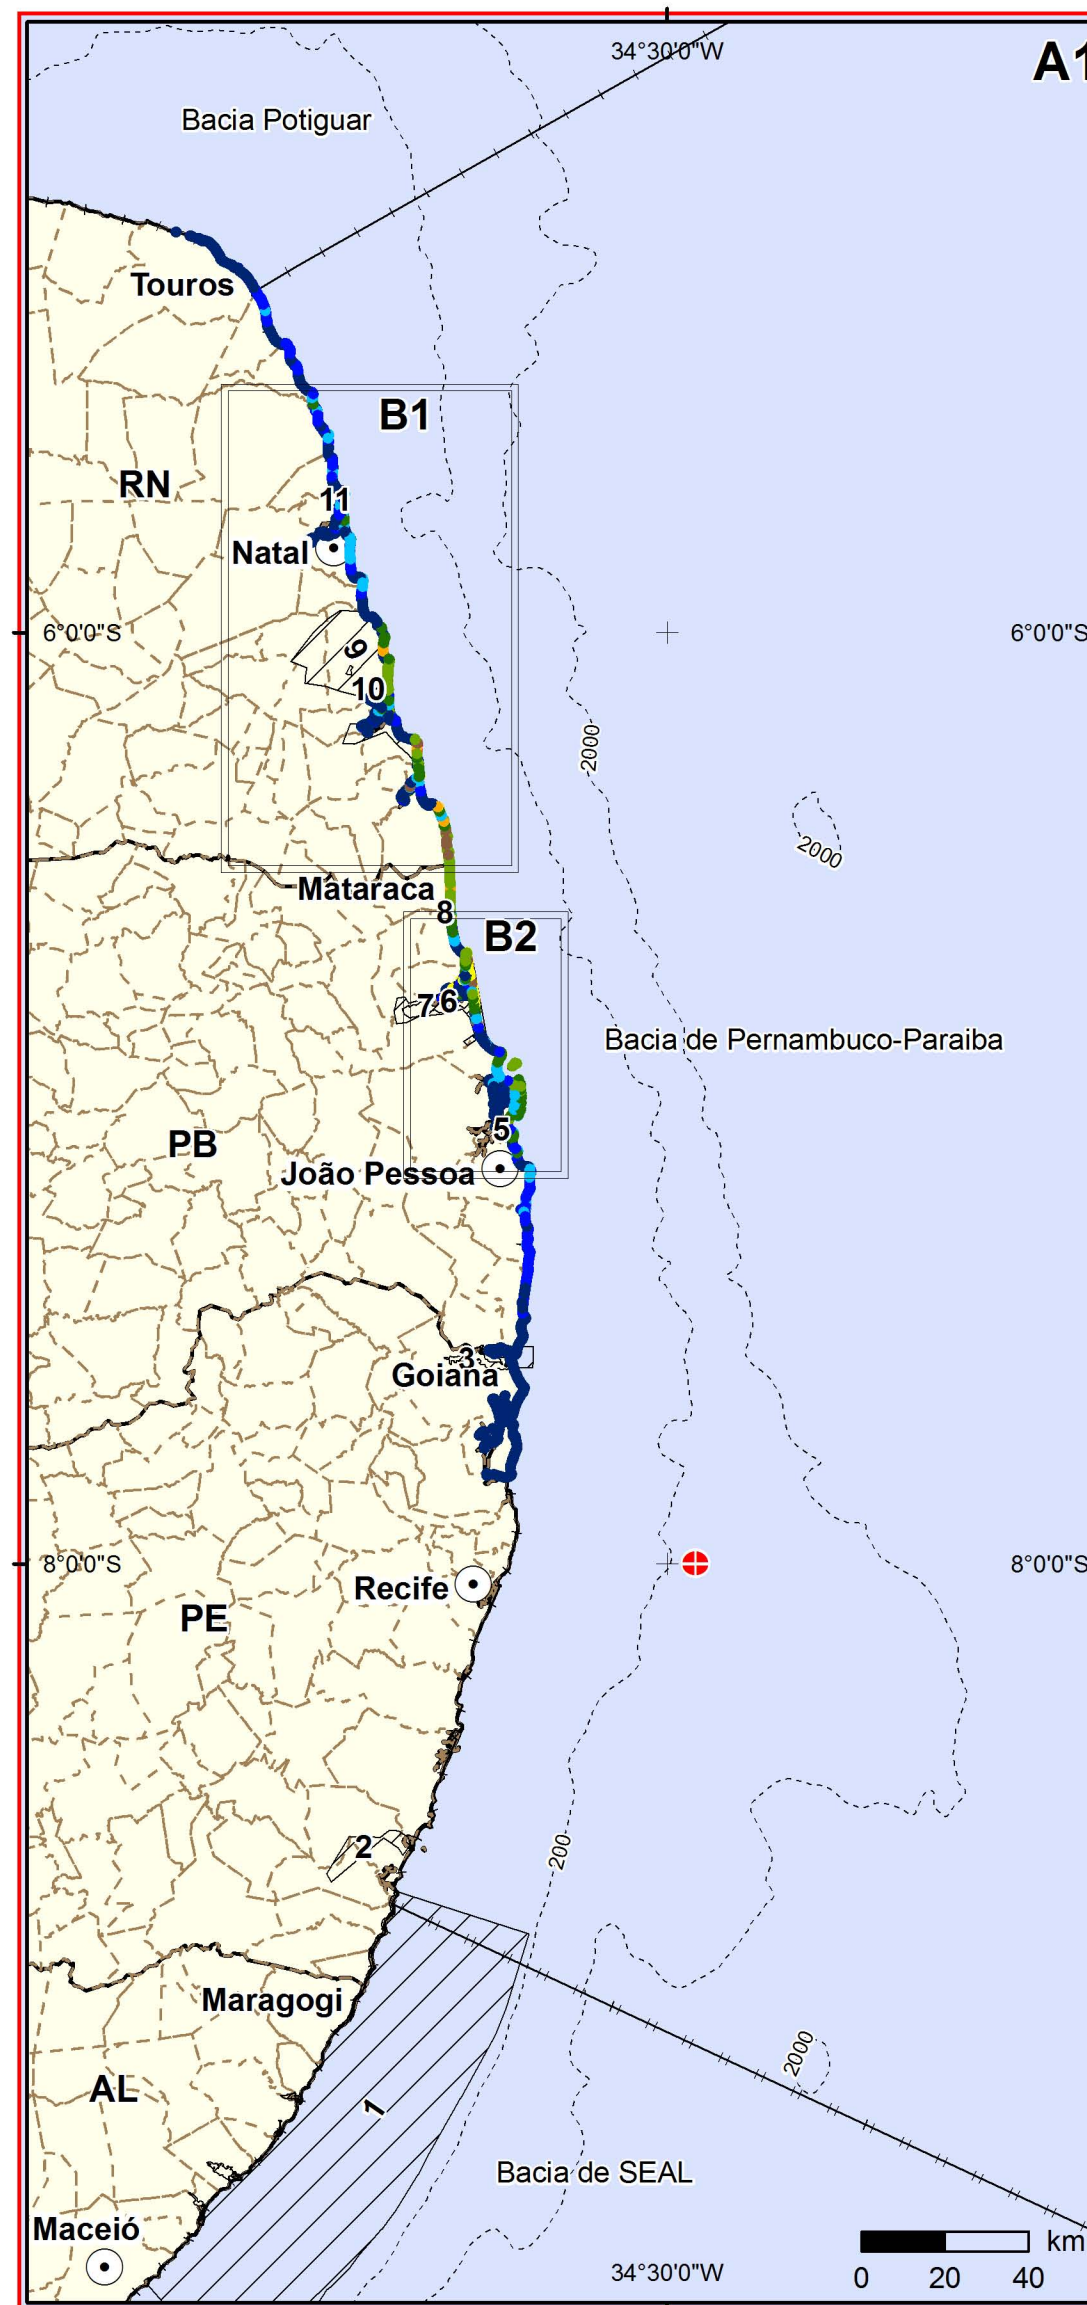 34°30'0"W
A1
Bacia Potiguar
Touros
B1
RN
11
Natal
6°0'0"S
6°0'0"S
9
10
2000
2000
Mataraca
8
B2
7
6
Bacia de Pernambuco-Paraiba
5
PB
João Pessoa
3
Goiana
8°0'0"S
8°0'0"S
Recife
PE
2
200
Maragogi
2000
AL
1
Bacia de SEAL
Maceió
km
34°30'0"W
0 20 40